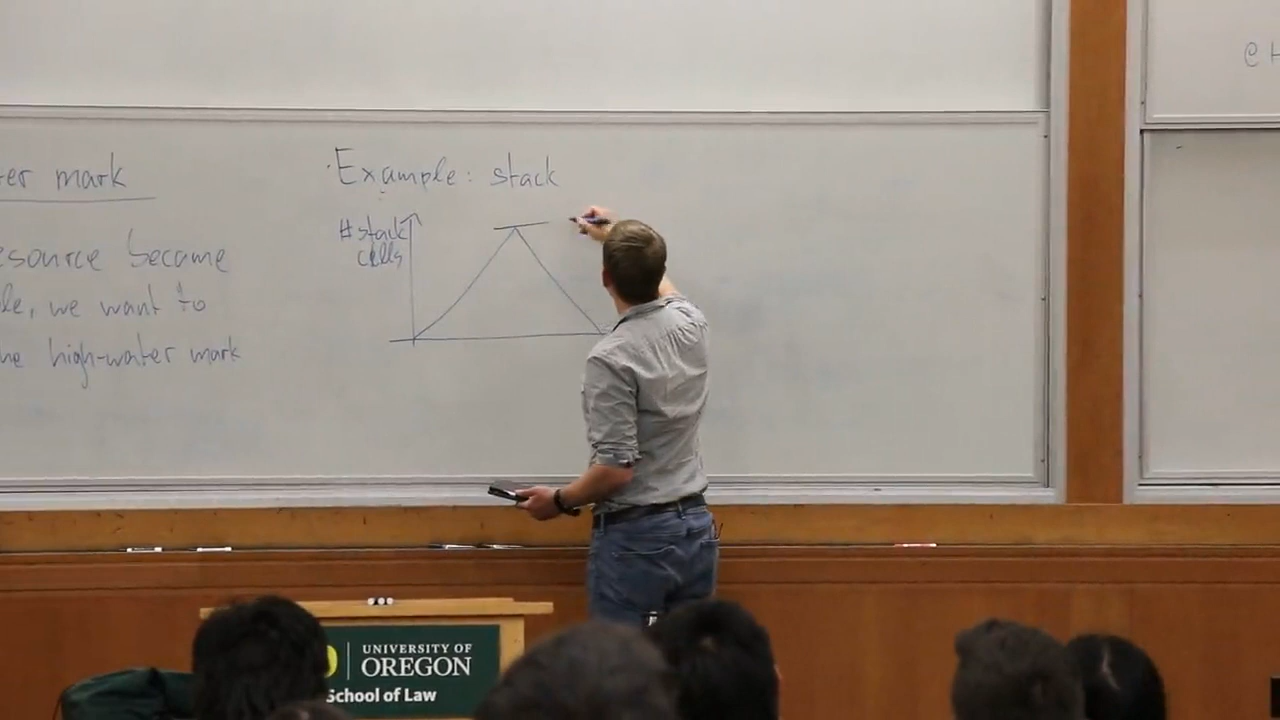 er mark
esource became
le, we want to
he high-water mark
Example: stack
# stack
cells
@ H
UNIVERSITY OF
OREGON
School of Law